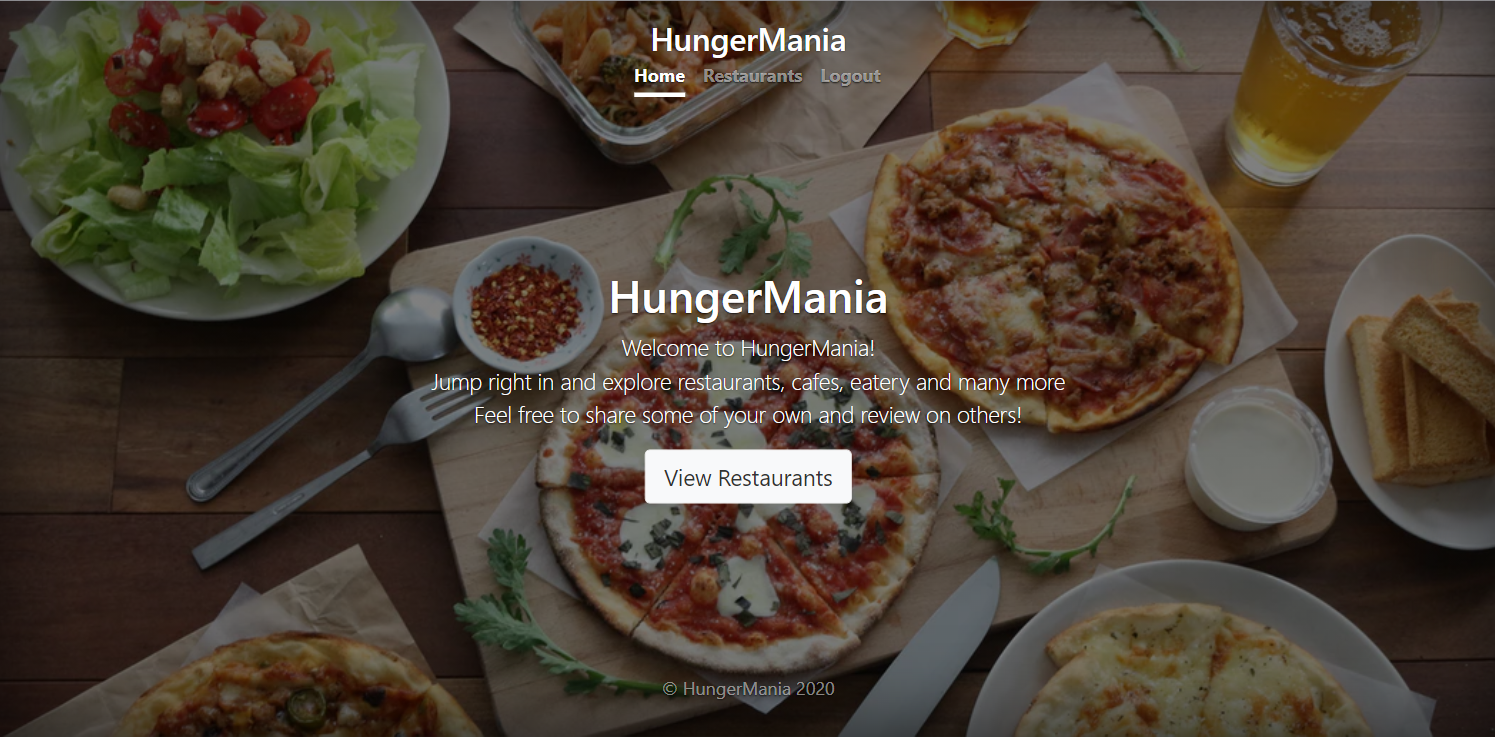 HungerMania
Home Restaurants Logout
HungerMania
Welcome to HungerMania!
Jump right in and explore restaurants, cafes, eatery and many more
Feel free to share some of your own and review on others!
View Restaurants
© HungerMania 2020